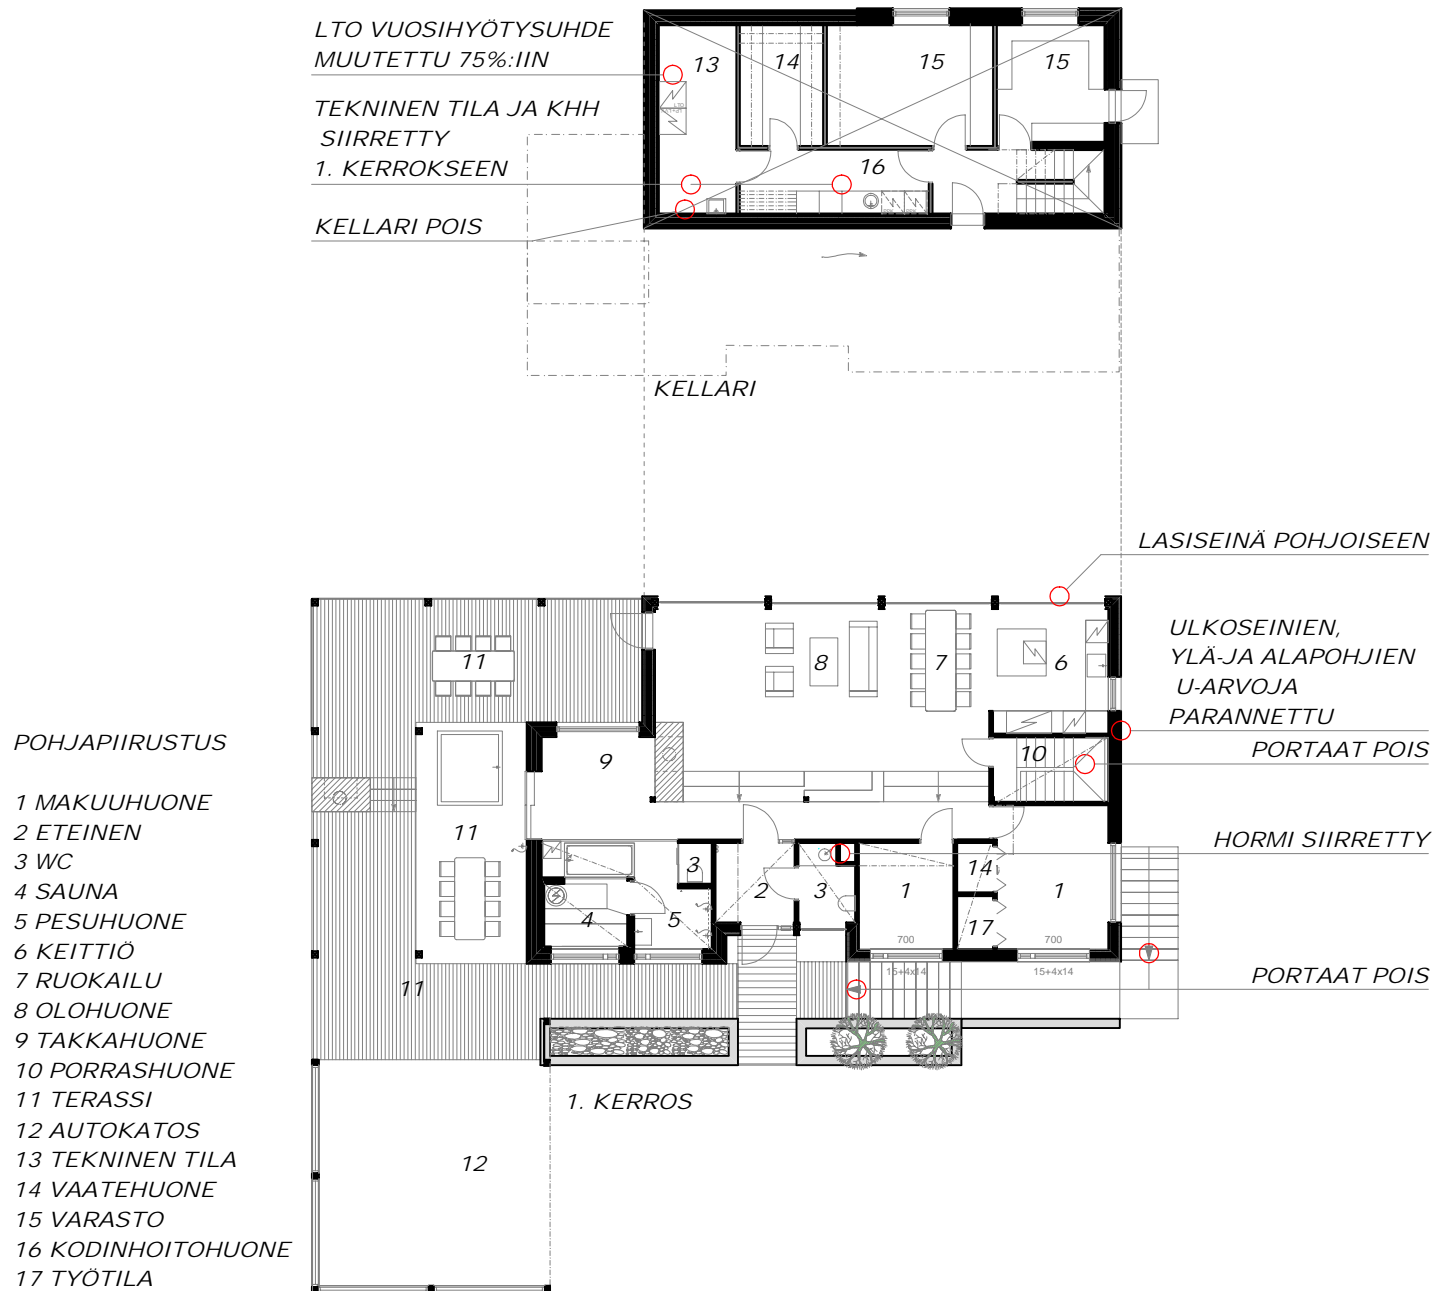 LTO VUOSIHYÖTYSUHDE
MUUTETTU 75%:IIN
TEKNINEN TILA JA KHH
SIIRRETTY
1. KERROKSEEN
KELLARI POIS
13
14
15
15
16
KELLARI
LASISEINÄ POHJOISEEN
ULKOSEINIEN,
YLÄ-JA ALAPOHJIEN
U-ARVOJA
PARANNETTU
PORTAAT POIS
HORMI SIIRRETTY
PORTAAT POIS
11
8
7
6
9
10
11
3
2
3
1
14
1
4
5
17
700
700
15+4x14
15+4x14
11
1. KERROS
12
POHJAPIIRUSTUS
1 MAKUUHUONE
2 ETEINEN
3 WC
4 SAUNA
5 PESUHUONE
6 KEITTIÖ
7 RUOKAILU
8 OLOHUONE
9 TAKKAHUONE
10 PORRASHUONE
11 TERASSI
12 AUTOKATOS
13 TEKNINEN TILA
14 VAATEHUONE
15 VARASTO
16 KODINHOITOHUONE
17 TYÖTILA